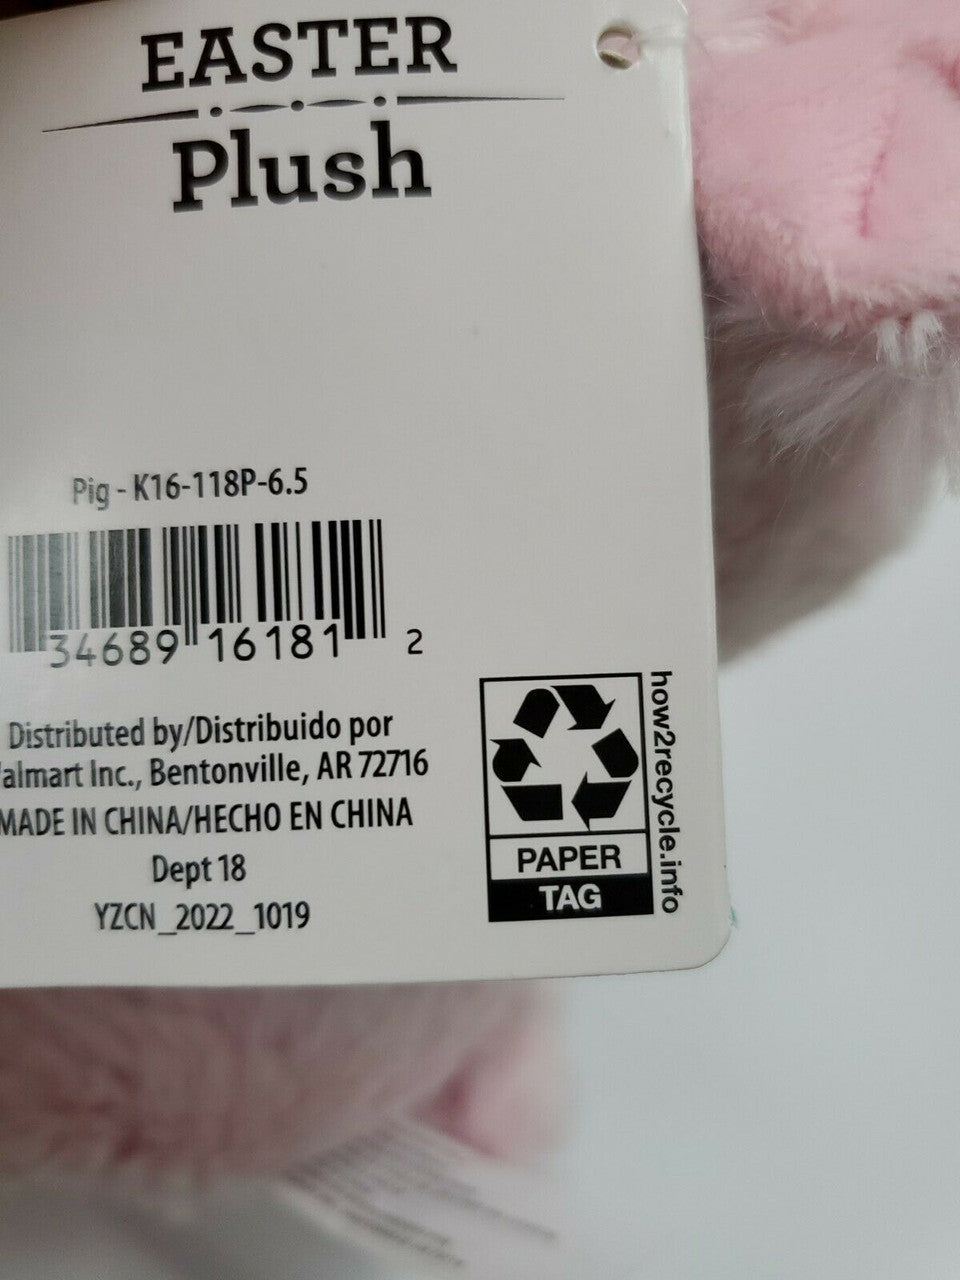 EASTER
Plush
Pig - K16-118P-6.5
34689 16181 2
Distributed by/Distribuido por
almart Inc., Bentonville, AR 72716
MADE IN CHINA/HECHO EN CHINA
Dept 18
YZCN_2022_1019
how2recycle.info
PAPER
TAG